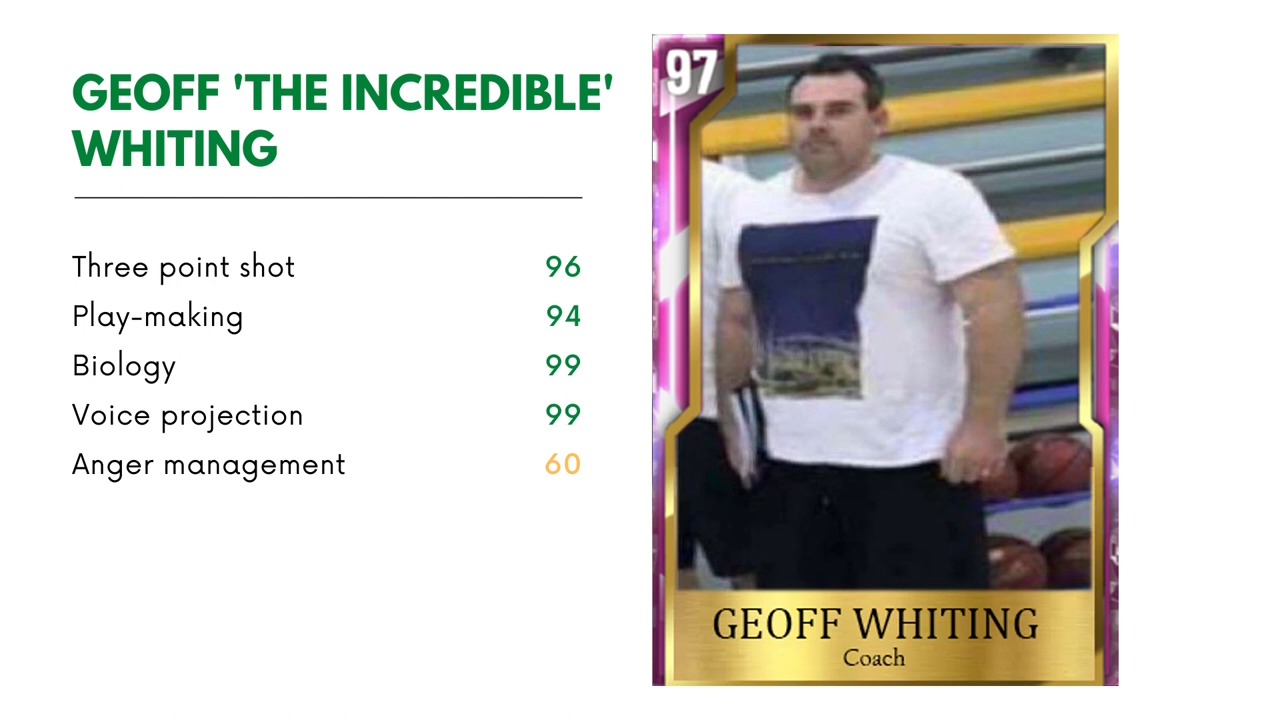 GEOFF 'THE INCREDIBLE'
WHITING
Three point shot 96
Play-making 94
Biology 99
Voice projection 99
Anger management 60
97
GEOFF WHITING
Coach